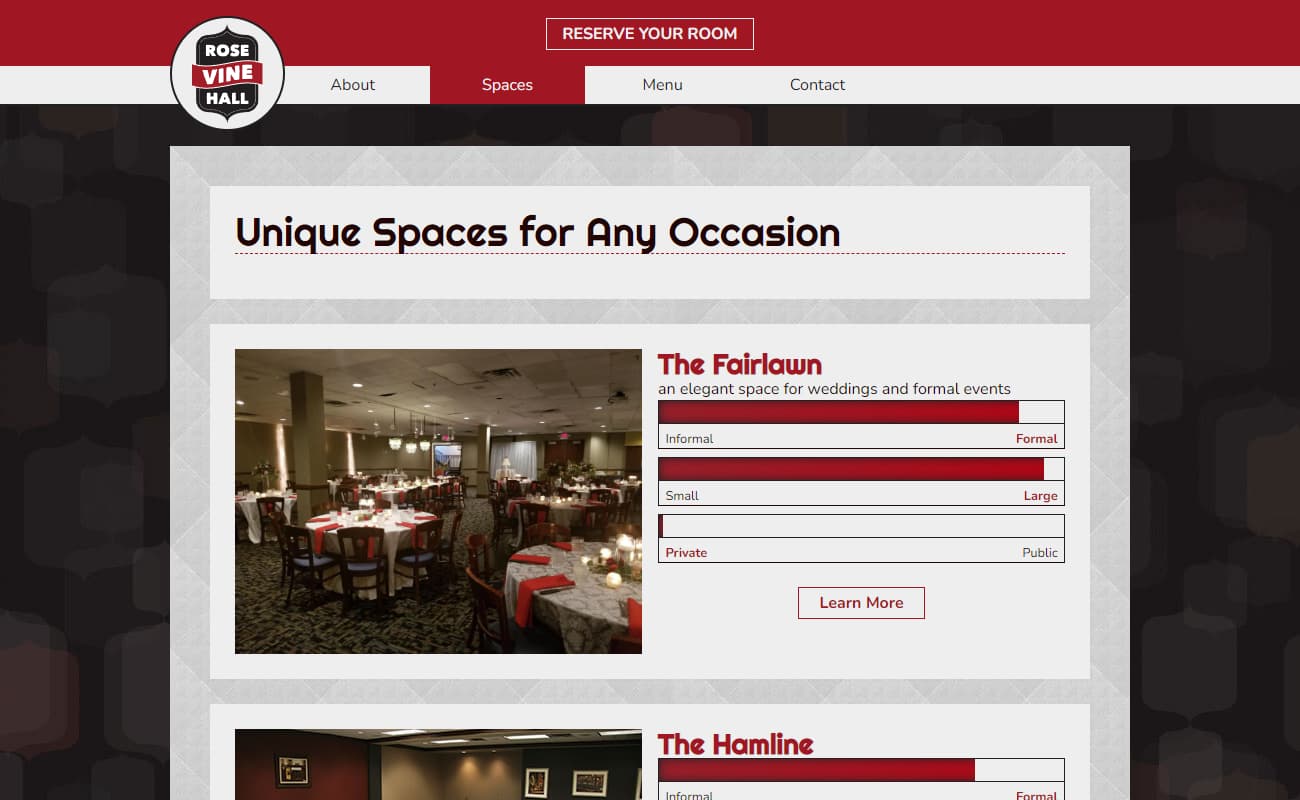 RESERVE YOUR ROOM
ROSE
VINE
HALL
About
Spaces
Menu
Contact
Unique Spaces for Any Occasion
The Fairlawn
an elegant space for weddings and formal events
Informal
Formal
Small
Large
Private
Public
Learn More
The Hamline
Informal
Formal